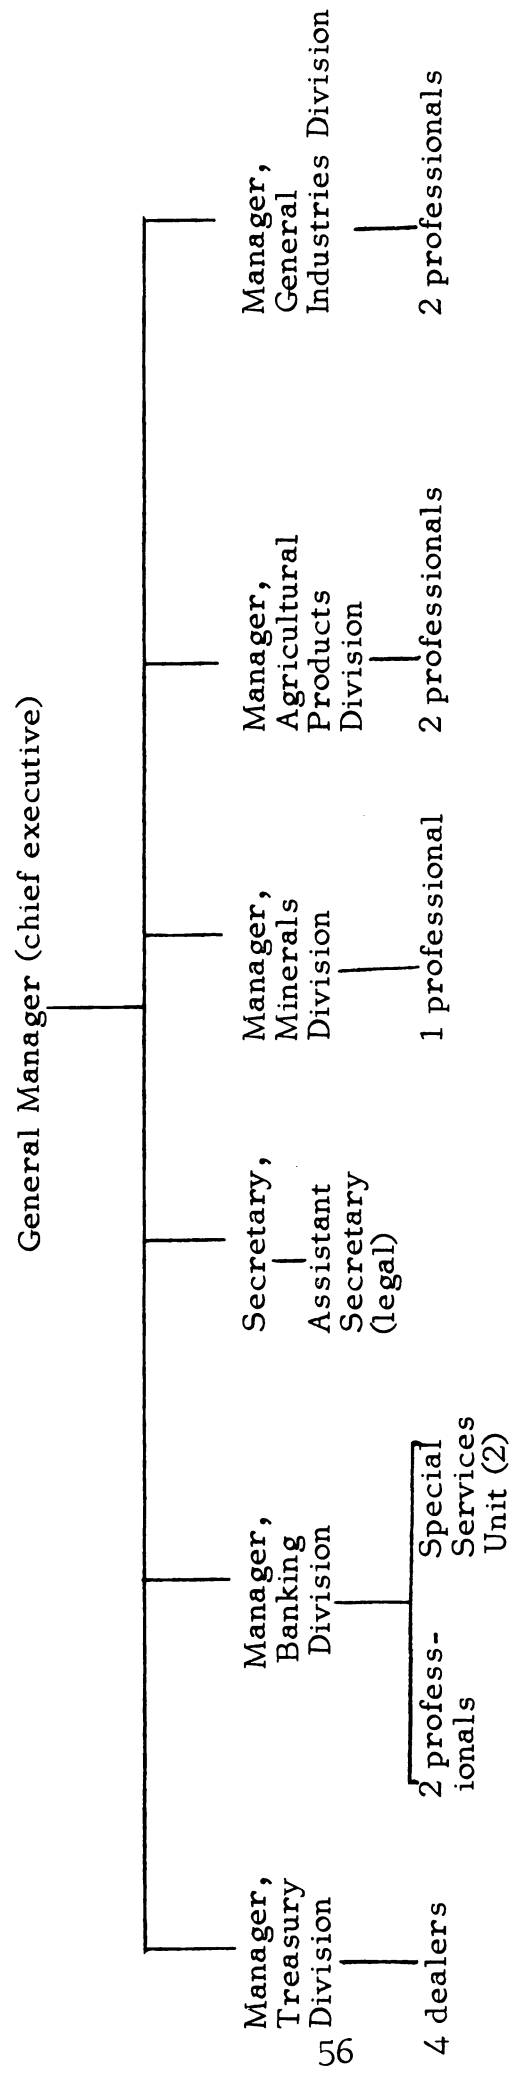 General Manager (chief executive)
Manager,
Treasury
Division
4 dealers
Manager,
Banking
Division
2 profess-
ionals
Special
Services
Unit (2)
Secretary,
Assistant
Secretary
(legal)
Manager,
Minerals
Division
1 professional
Manager,
Agricultural
Products
Division
2 professionals
Manager,
General
Industries Division
2 professionals
56